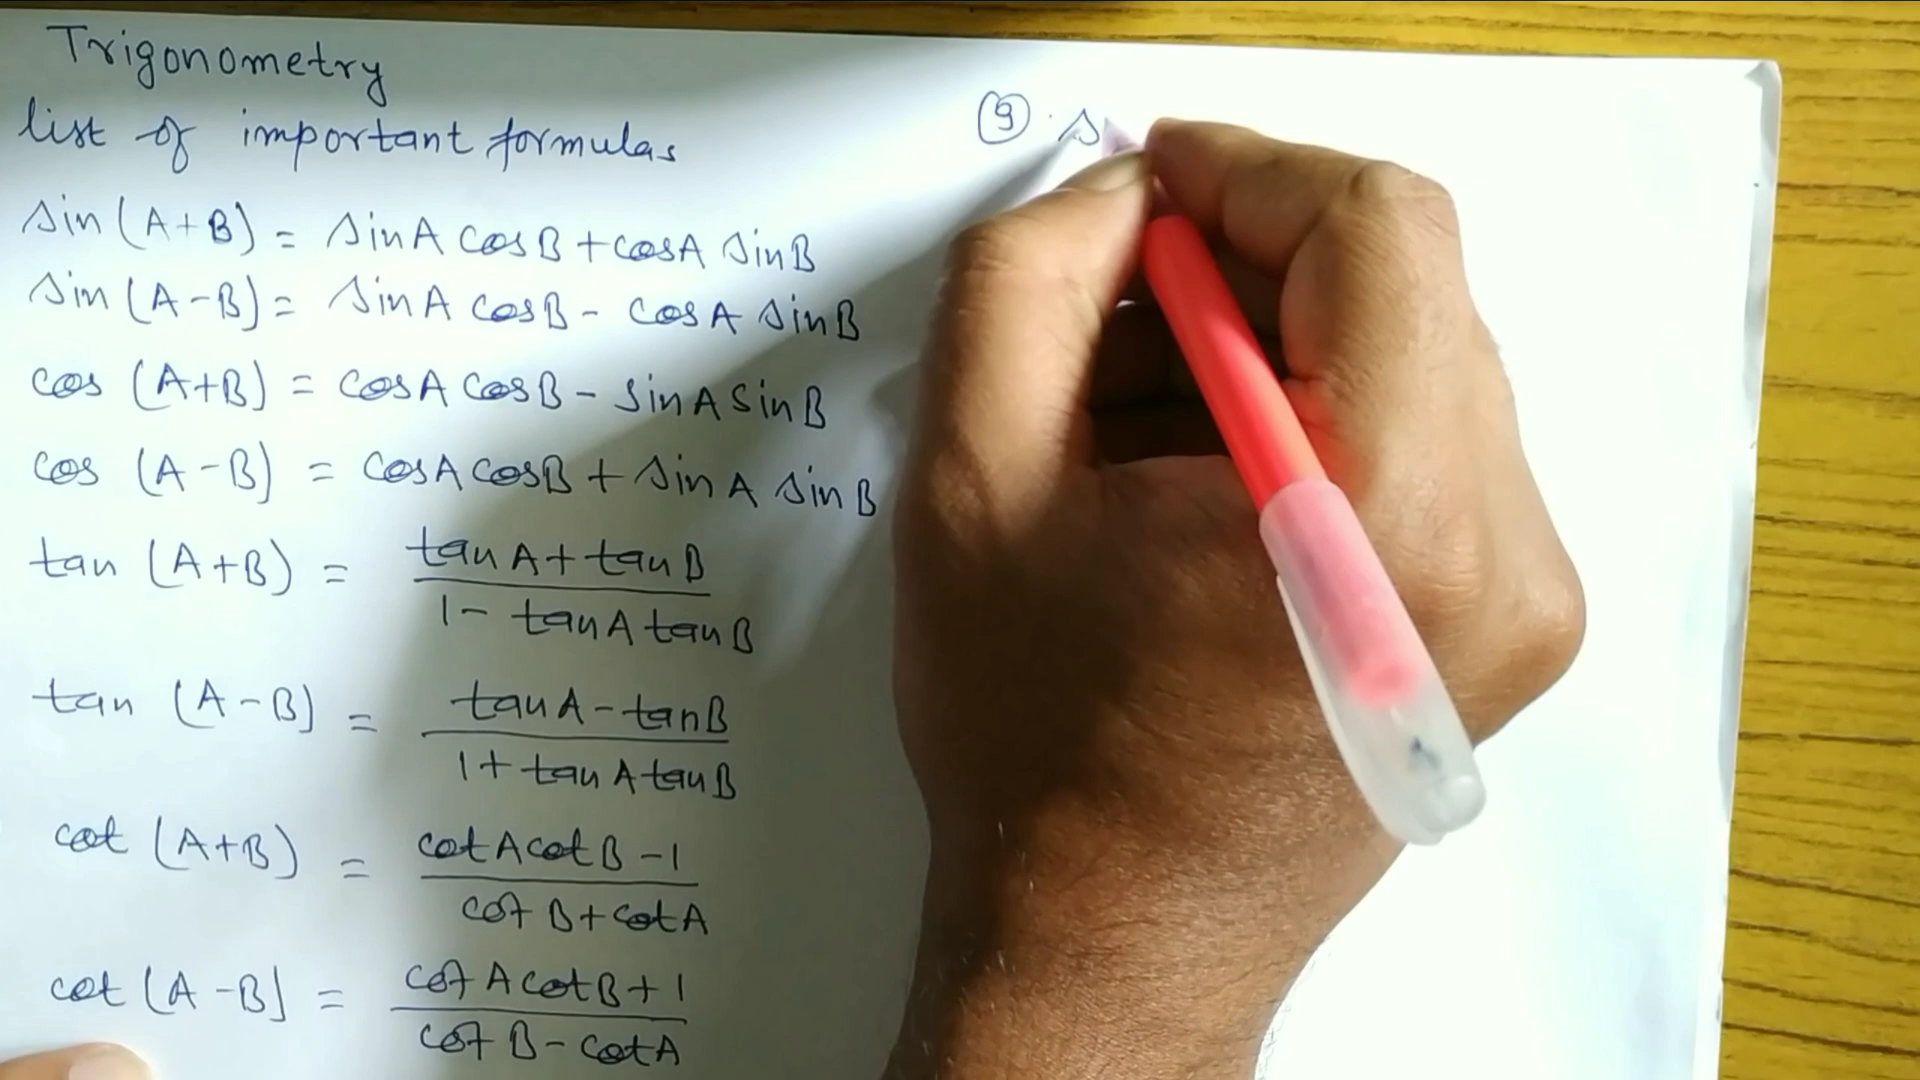 Trigonometry
list of important formulas
sin (A+B) = sinA cosB + cosA sinB
sin (A-B) = sinA cosB - cosA sinB
cos (A+B) = cosA cosB - sinA sinB
cos (A-B) = cosA cosB + sinA sinB
tan (A+B) = tanA + tanB
1 - tanA tanB
tan (A-B) = tanA - tanB
1 + tanA tanB
cot (A+B) = cotA cotB - 1
cotB + cotA
cot (A-B) = cotA cotB + 1
cotB - cotA
⑨ s